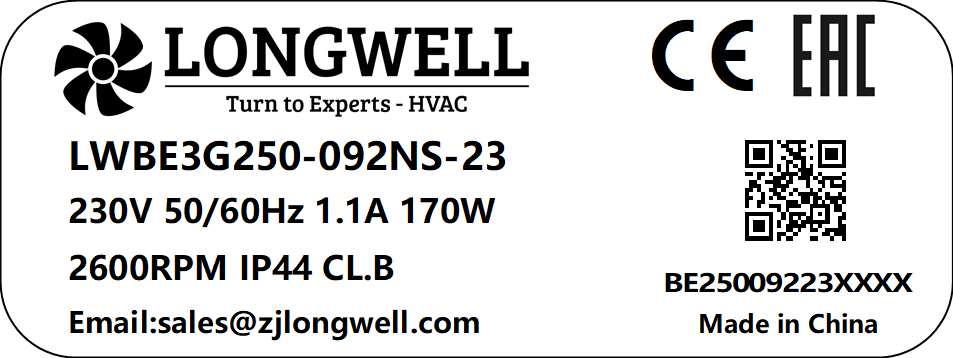 LONGWELL
Turn to Experts - HVAC
CE EAC
LWBE3G250-092NS-23
230V 50/60Hz 1.1A 170W
2600RPM IP44 CL.B
Email:sales@zjlongwell.com
BE25009223XXXX
Made in China